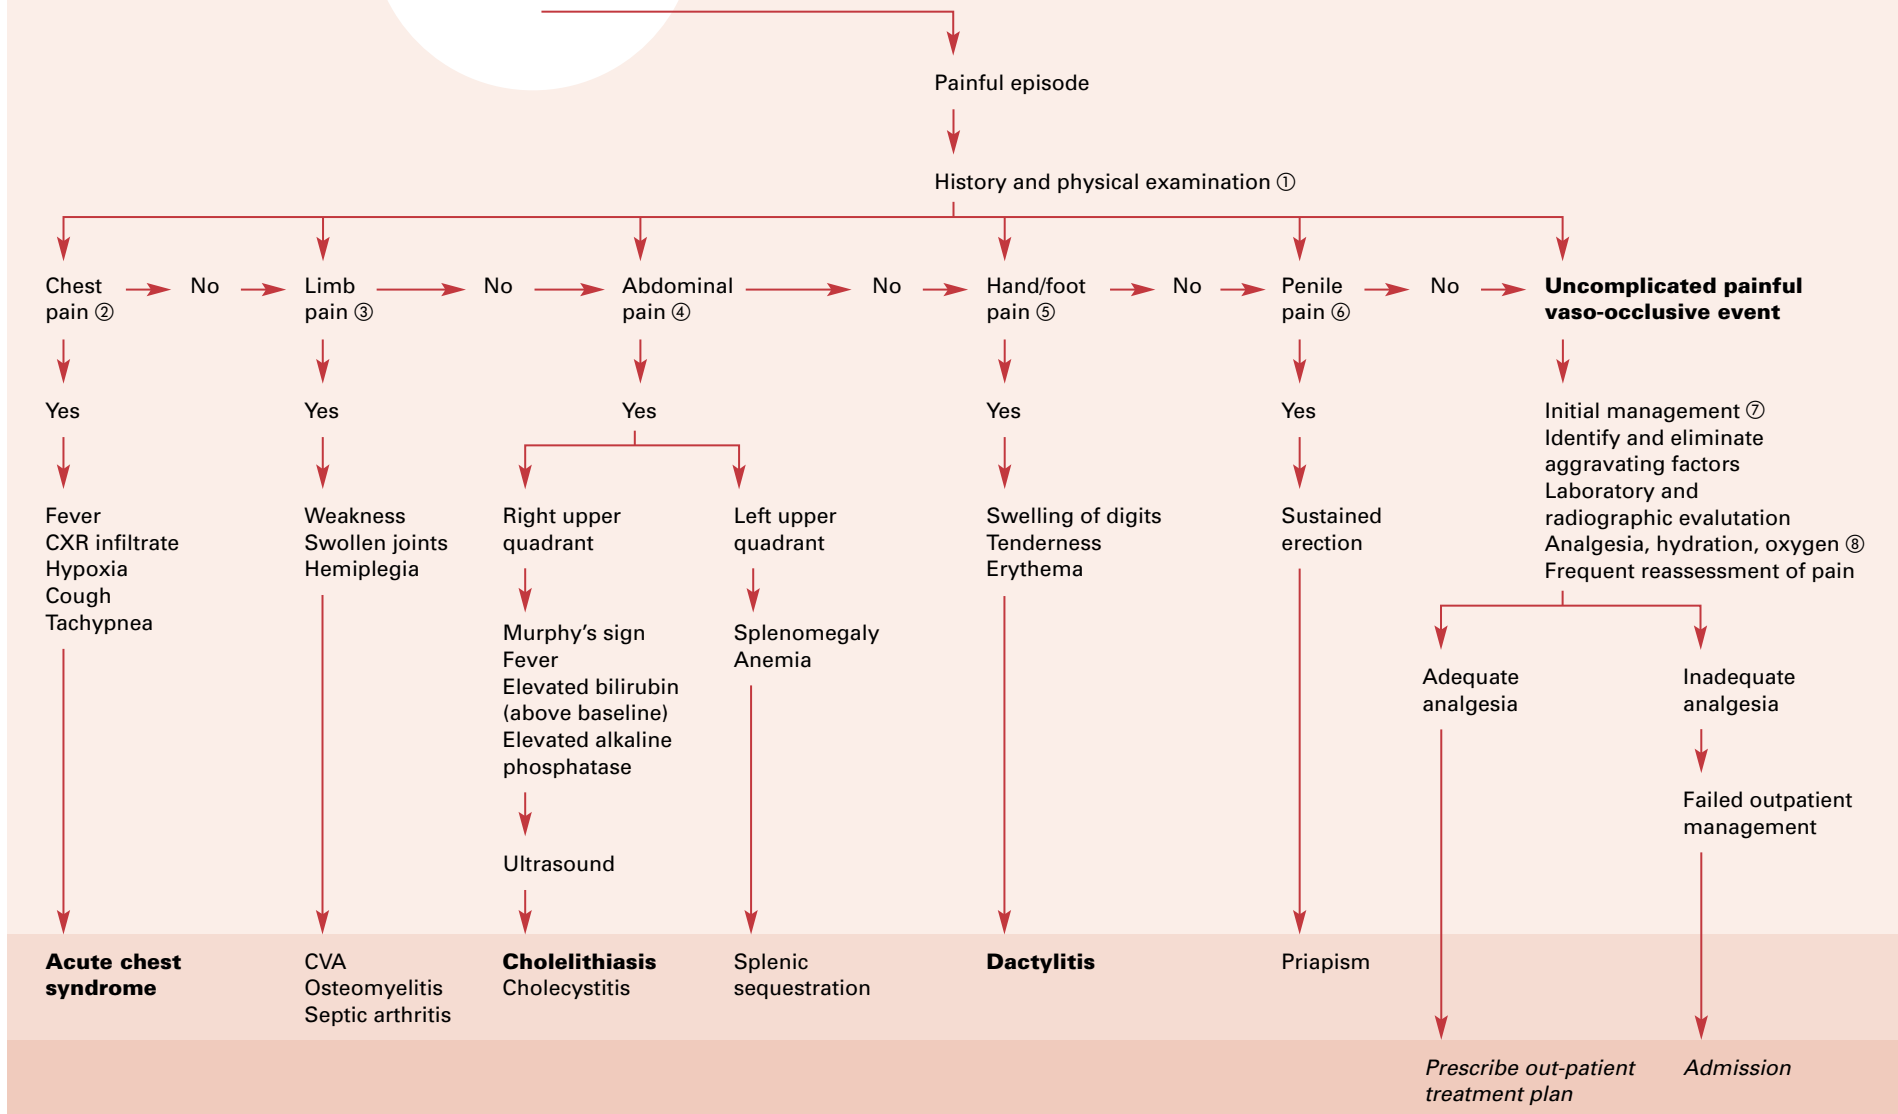 Painful episode
History and physical examination ①
Chest
pain ②
No
Limb
pain ③
No
Abdominal
pain ④
No
Hand/foot
pain ⑤
No
Penile
pain ⑥
No
Uncomplicated painful
vaso-occlusive event
Yes
Yes
Yes
Yes
Yes
Initial management ⑦
Identify and eliminate
aggravating factors
Laboratory and
radiographic evalutation
Analgesia, hydration, oxygen ⑧
Frequent reassessment of pain
Fever
CXR infiltrate
Hypoxia
Cough
Tachypnea
Weakness
Swollen joints
Hemiplegia
Right upper
quadrant
Left upper
quadrant
Swelling of digits
Tenderness
Erythema
Sustained
erection
Murphy's sign
Fever
Elevated bilirubin
(above baseline)
Elevated alkaline
phosphatase
Splenomegaly
Anemia
Adequate
analgesia
Inadequate
analgesia
Failed outpatient
management
Ultrasound
Acute chest
syndrome
CVA
Osteomyelitis
Septic arthritis
Cholelithiasis
Cholecystitis
Splenic
sequestration
Dactylitis
Priapism
Prescribe out-patient
treatment plan
Admission